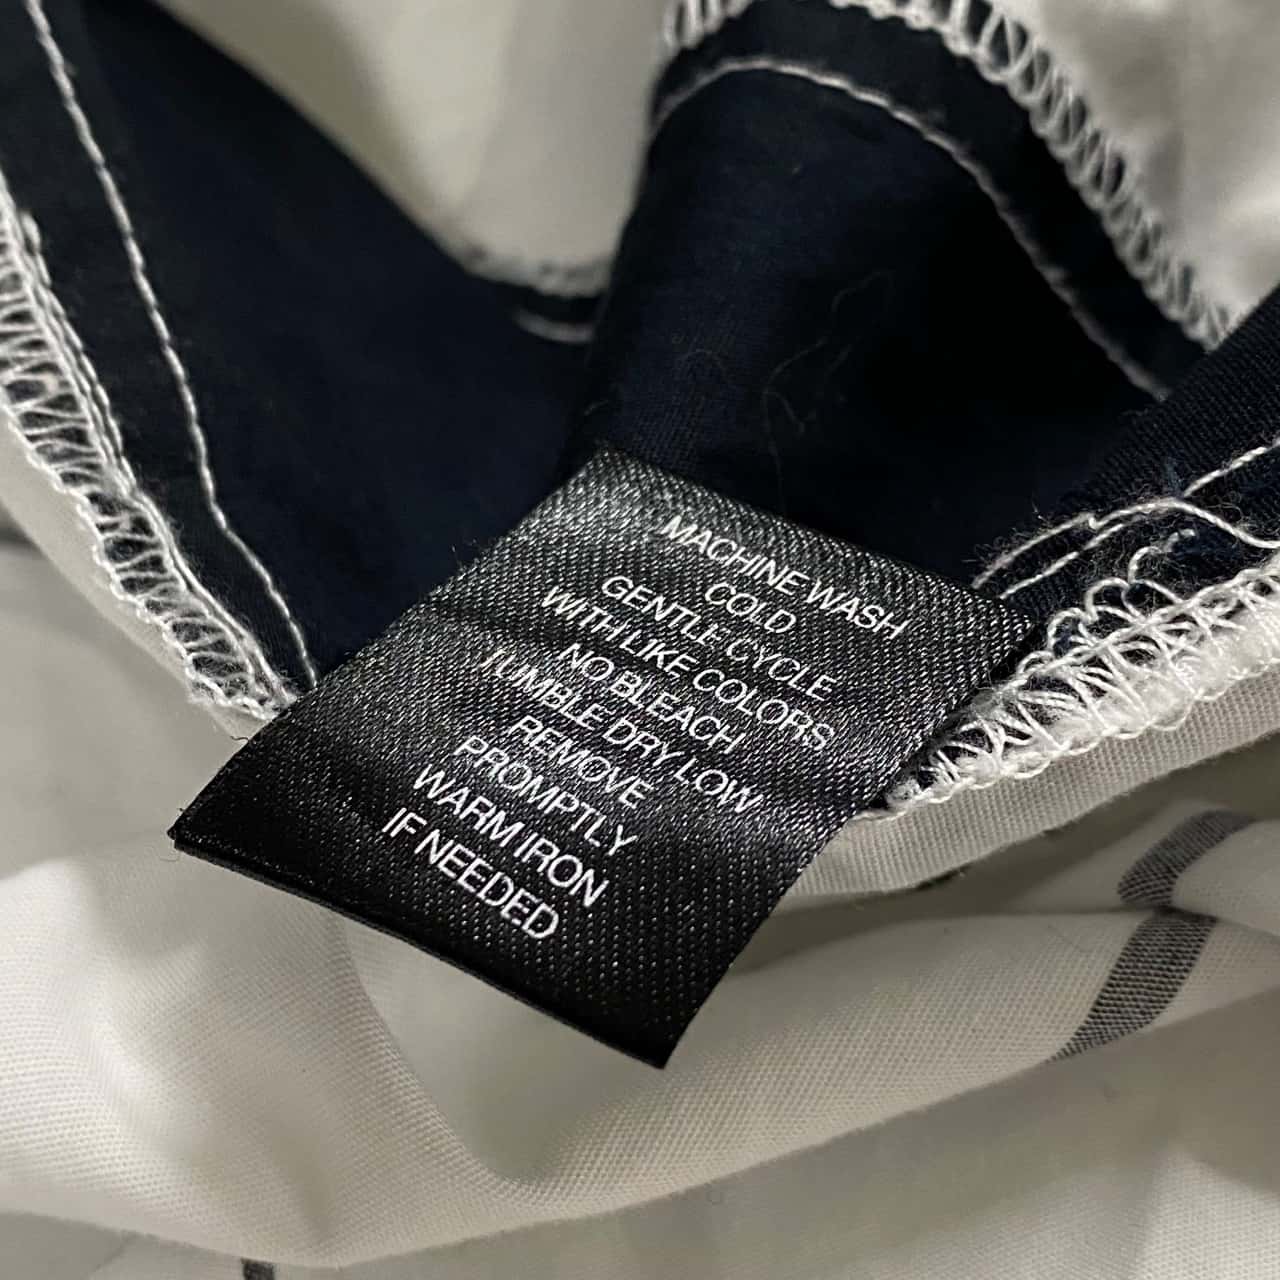 MACHINE WASH
COLD
GENTLE CYCLE
WITH LIKE COLORS
NO BLEACH
TUMBLE DRY LOW
REMOVE
PROMPTLY
WARM IRON
IF NEEDED